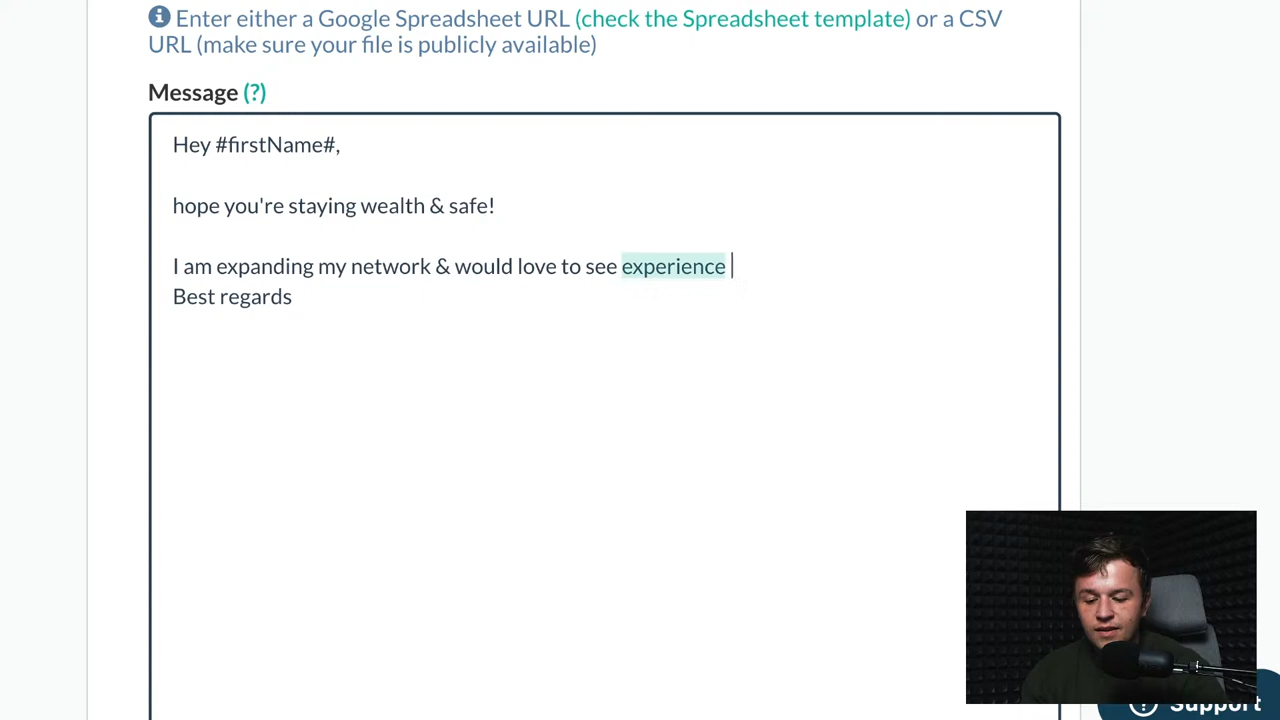 Enter either a Google Spreadsheet URL (check the Spreadsheet template) or a CSV
URL (make sure your file is publicly available)
Message (?)
Hey #firstName#,
hope you're staying wealth & safe!
I am expanding my network & would love to see experience
Best regards
Support